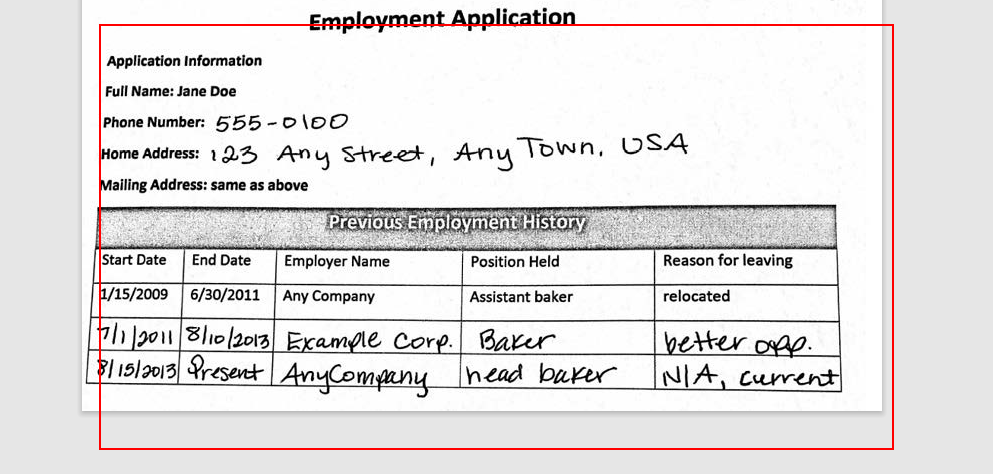 Employment Application
Application Information
Full Name: Jane Doe
Phone Number: 555-0100
Home Address: 123 Any Street, Any Town, USA
Mailing Address: same as above
Previous Employment History
Start Date End Date Employer Name Position Held Reason for leaving
1/15/2009 6/30/2011 Any Company Assistant baker relocated
7/1/2011 8/10/2013 Example Corp. Baker better opp.
8/15/2013 Present AnyCompany head baker N/A, current